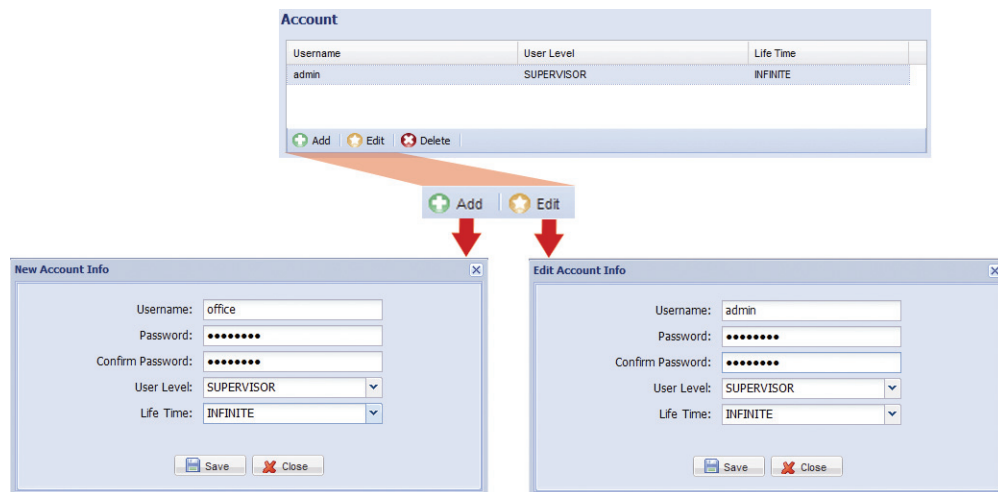 Account
Username User Level Life Time
admin SUPERVISOR INFINITE
Add Edit Delete
Add Edit
New Account Info
Username: office
Password: ••••••••
Confirm Password: ••••••••
User Level: SUPERVISOR
Life Time: INFINITE
Save Close
Edit Account Info
Username: admin
Password: ••••••••
Confirm Password: ••••••••
User Level: SUPERVISOR
Life Time: INFINITE
Save Close